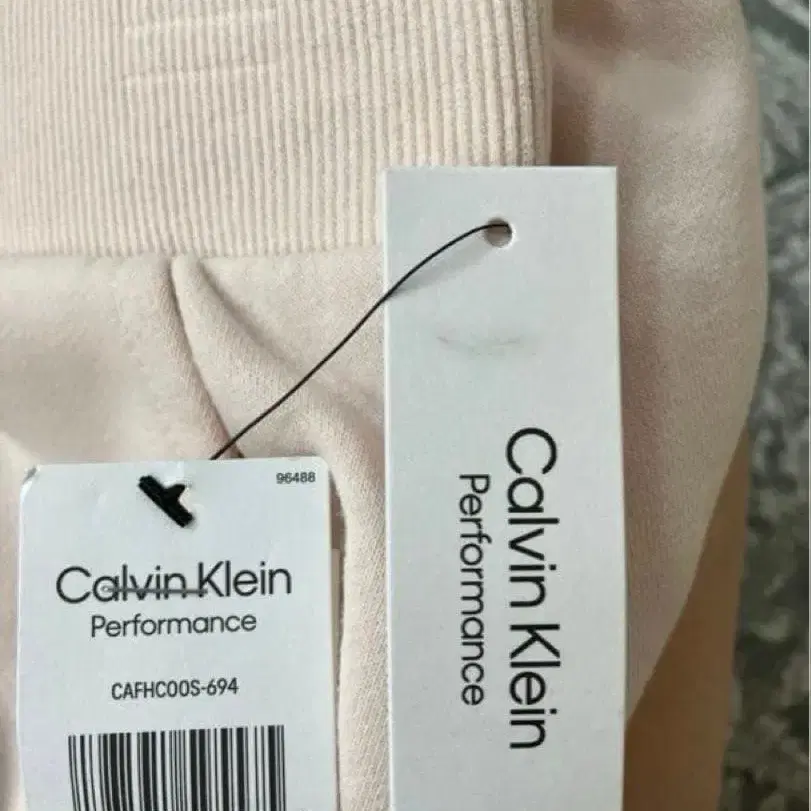 96488
Calvin Klein
Performance
CAFHC00S-694
Calvin Klein
Performance